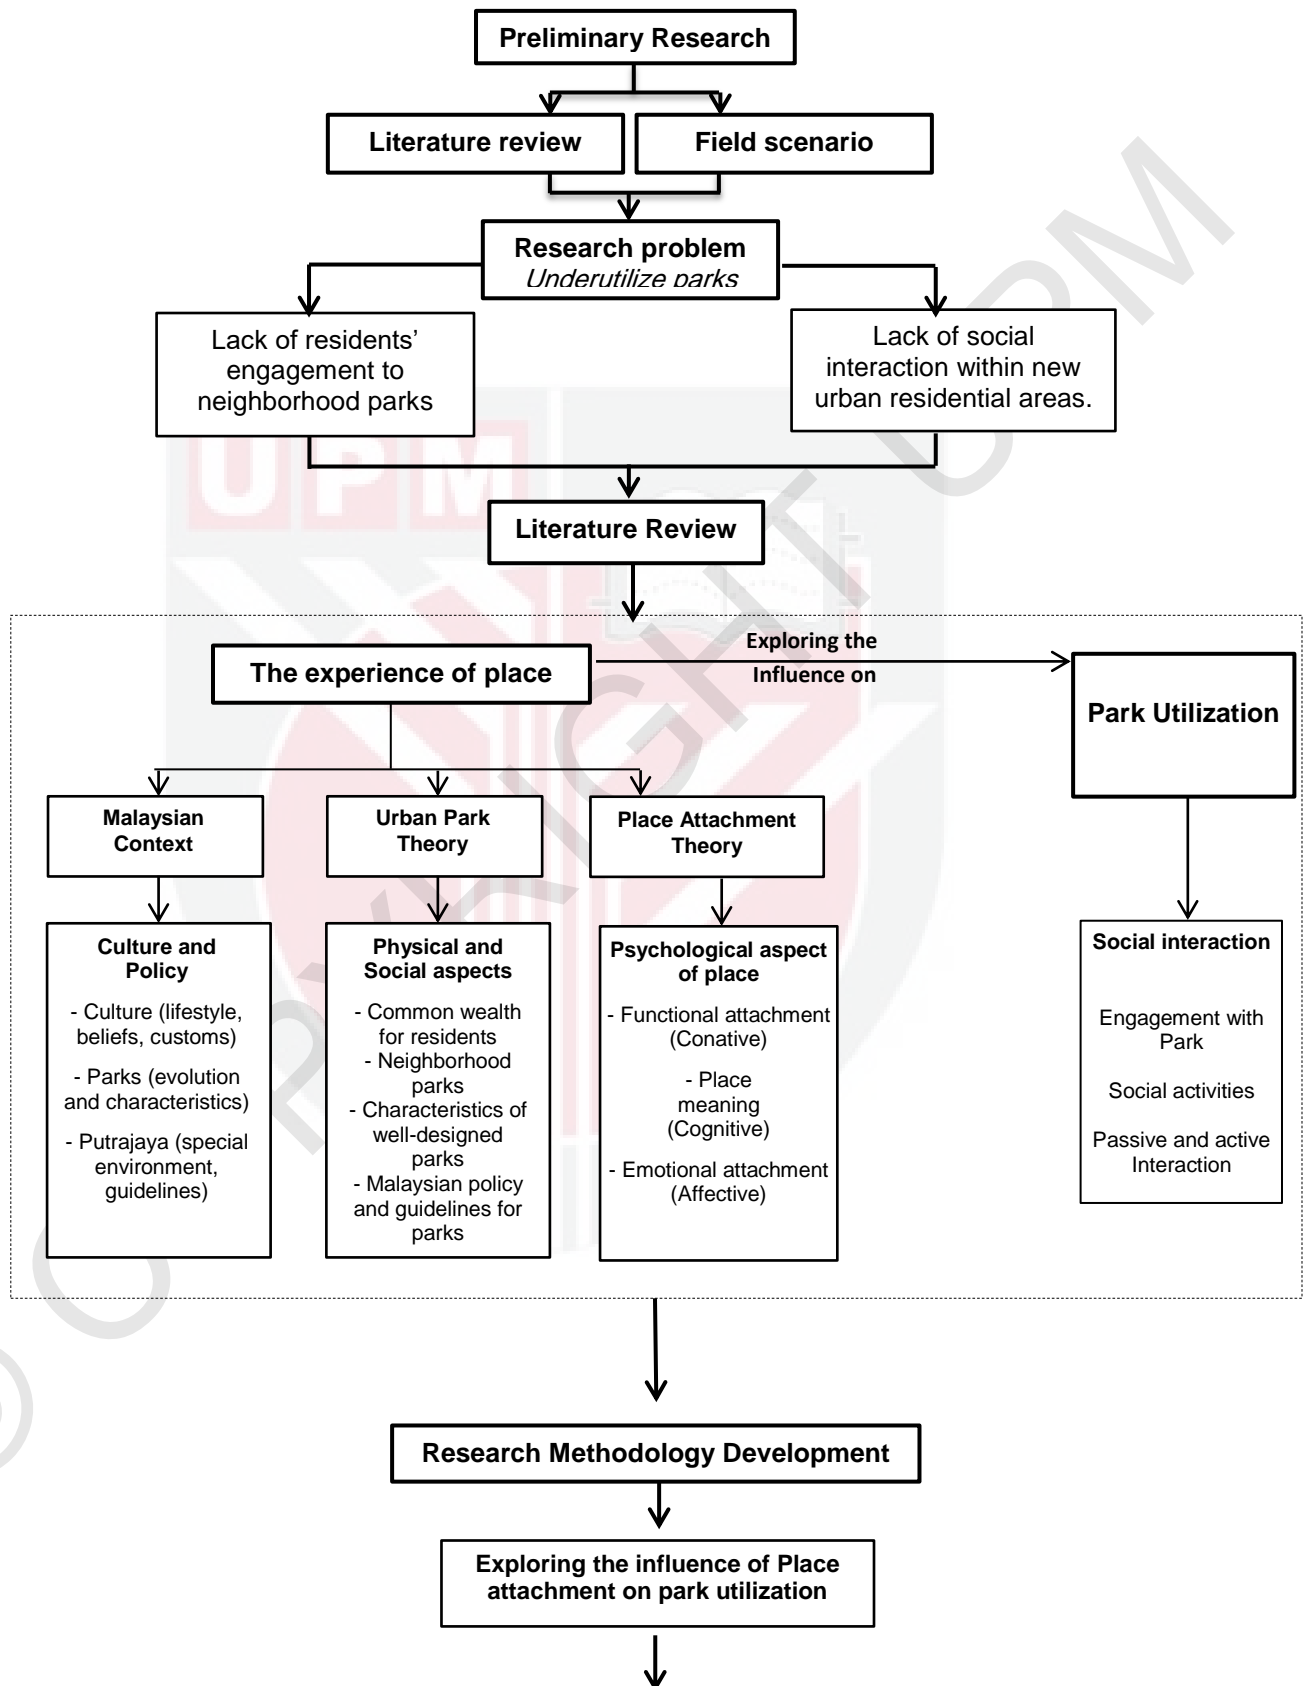 Preliminary Research
Literature review
Field scenario
Research problem
Underutilize parks
Lack of residents’
engagement to
neighborhood parks
Lack of social
interaction within new
urban residential areas.
UPM
Literature Review
The experience of place
Exploring the
Influence on
Park Utilization
Malaysian
Context
Urban Park
Theory
Place Attachment
Theory
Culture and
Policy
- Culture (lifestyle,
beliefs, customs)
- Parks (evolution
and characteristics)
- Putrajaya (special
environment,
guidelines)
Physical and
Social aspects
- Common wealth
for residents
- Neighborhood
parks
- Characteristics of
well-designed
parks
- Malaysian policy
and guidelines for
parks
Psychological aspect
of place
- Functional attachment
(Conative)
- Place
meaning
(Cognitive)
- Emotional attachment
(Affective)
Social interaction
Engagement with
Park
Social activities
Passive and active
Interaction
Research Methodology Development
Exploring the influence of Place
attachment on park utilization
© COPYRIGHT UPM